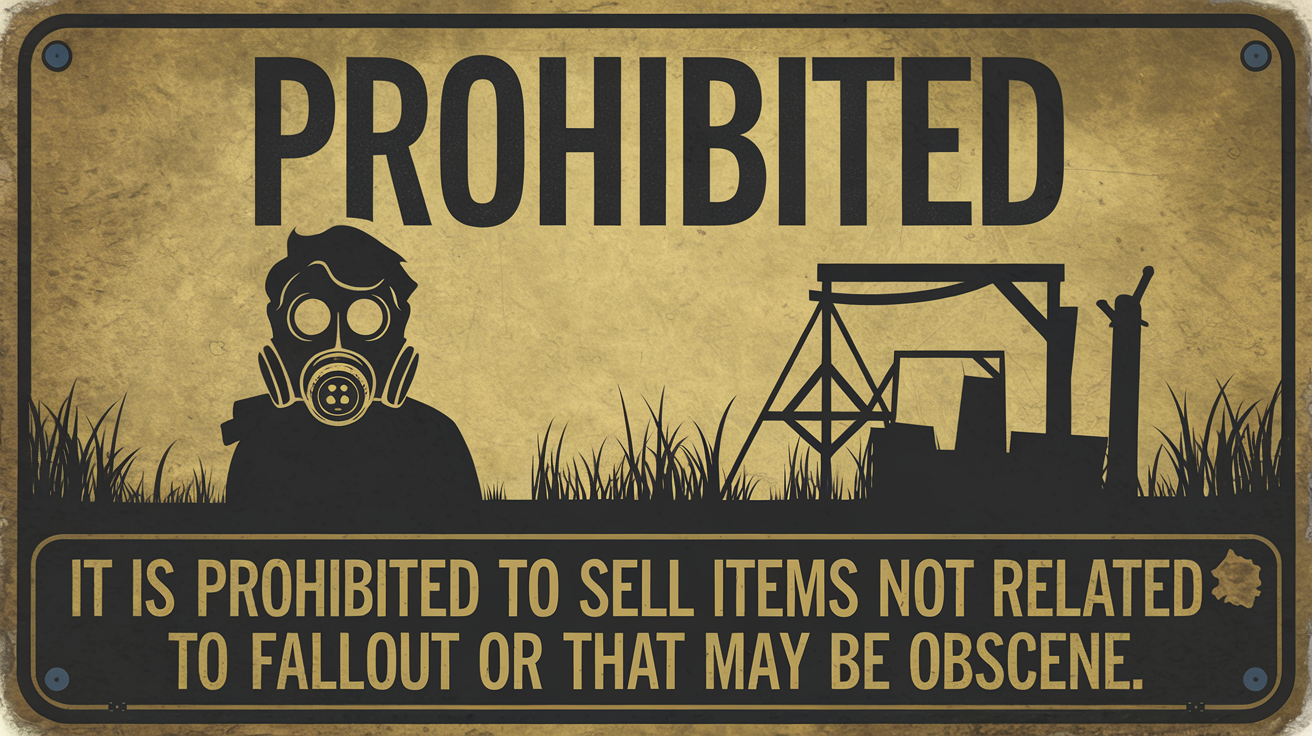 PROHIBITED
IT IS PROHIBITED TO SELL ITEMS NOT RELATED
TO FALLOUT OR THAT MAY BE OBSCENE.